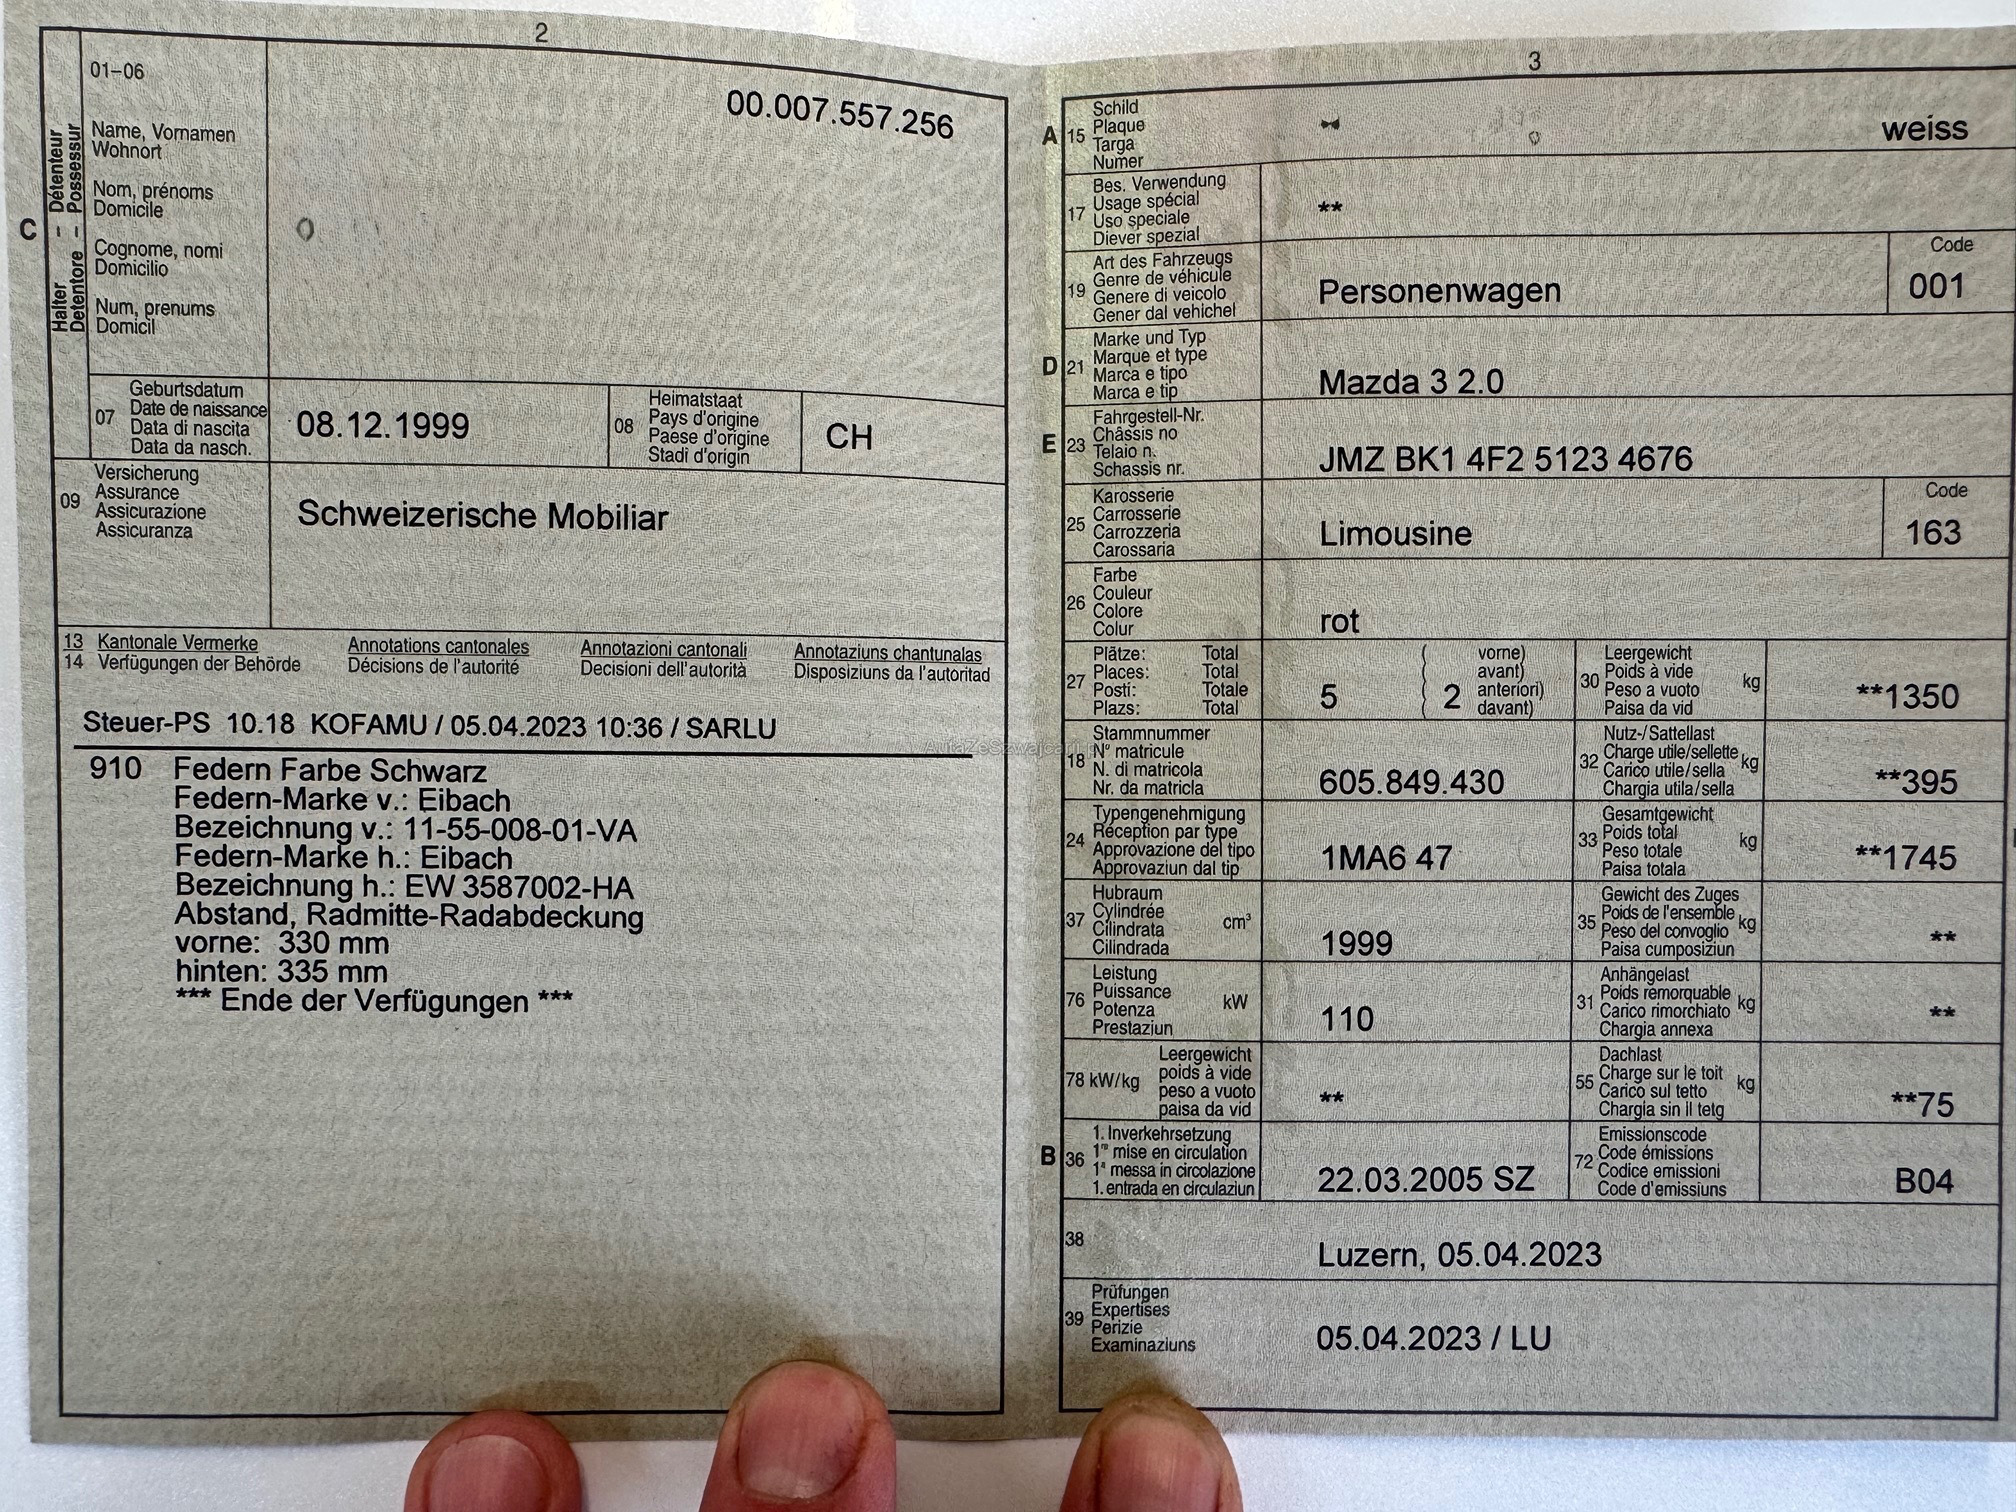 2
01–06
00.007.557.256
C
Halter – Détenteur
Detentore – Possessur
Name, Vornamen
Wohnort
Nom, prénoms
Domicile
Cognome, nomi
Domicilio
Num, prenums
Domicil
07
Geburtsdatum
Date de naissance
Data di nascita
Data da nasch.
08.12.1999
08
Heimatstaat
Pays d'origine
Paese d'origine
Stadi d'origin
CH
09
Versicherung
Assurance
Assicurazione
Assicuranza
Schweizerische Mobiliar
13 Kantonale Vermerke Annotations cantonales Annotazioni cantonali Annotaziuns chantunalas
14 Verfügungen der Behörde Décisions de l'autorité Decisioni dell'autorità Disposiziuns da l'autoritad
Steuer-PS 10.18 KOFAMU / 05.04.2023 10:36 / SARLU
910 Federn Farbe Schwarz
Federn-Marke v.: Eibach
Bezeichnung v.: 11-55-008-01-VA
Federn-Marke h.: Eibach
Bezeichnung h.: EW 3587002-HA
Abstand, Radmitte-Radabdeckung
vorne: 330 mm
hinten: 335 mm
*** Ende der Verfügungen ***
3
A 15
Schild
Plaque
Targa
Numer
weiss
17
Bes. Verwendung
Usage spécial
Uso speciale
Diever spezial
**
19
Art des Fahrzeugs
Genre de véhicule
Genere di veicolo
Gener dal vehichel
Personenwagen
Code
001
D 21
Marke und Typ
Marque et type
Marca e tipo
Marca e tip
Mazda 3 2.0
E 23
Fahrgestell-Nr.
Châssis no
Telaio n.
Schassis nr.
JMZ BK1 4F2 5123 4676
25
Karosserie
Carrosserie
Carrozzeria
Carossaria
Limousine
Code
163
26
Farbe
Couleur
Colore
Colur
rot
27
Plätze: Total
Places: Total
Posti: Totale
Plazs: Total
5
2
vorne)
avant)
anteriori)
davant)
30
Leergewicht
Poids à vide
Peso a vuoto
Paisa da vid
kg
**1350
18
Stammnummer
N° matricule
N. di matricola
Nr. da matricla
605.849.430
32
Nutz-/Sattellast
Charge utile/sellette
Carico utile/sella
Chargia utila/sella
kg
**395
24
Typengenehmigung
Réception par type
Approvazione del tipo
Approvaziun dal tip
1MA6 47
33
Gesamtgewicht
Poids total
Peso totale
Paisa totala
kg
**1745
37
Hubraum
Cylindrée
Cilindrata
Cilindrada
cm³
1999
35
Gewicht des Zuges
Poids de l'ensemble
Peso del convoglio
Paisa cumposiziun
kg
**
76
Leistung
Puissance
Potenza
Prestaziun
kW
110
31
Anhängelast
Poids remorquable
Carico rimorchiato
Chargia annexa
kg
**
78 kW/kg
Leergewicht
poids à vide
peso a vuoto
paisa da vid
**
55
Dachlast
Charge sur le toit
Carico sul tetto
Chargia sin il tetg
kg
**75
B 36
1. Inverkehrsetzung
1re mise en circulation
1a messa in circolazione
1. entrada en circulaziun
22.03.2005 SZ
72
Emissionscode
Code émissions
Codice emissioni
Code d'emissiuns
B04
38
Luzern, 05.04.2023
39
Prüfungen
Expertises
Perizie
Examinaziuns
05.04.2023 / LU